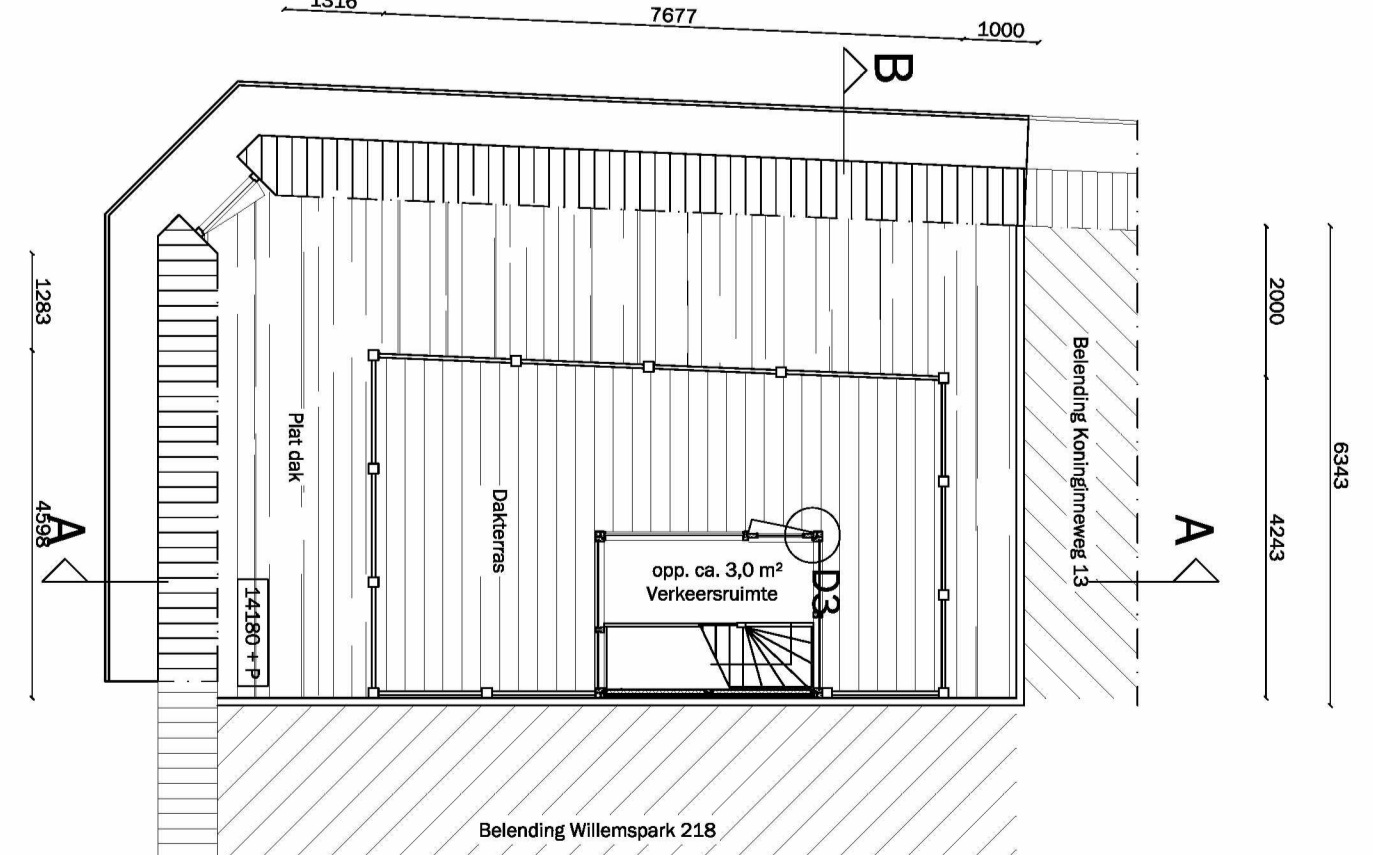 1316
7677
1000
B
1283
2000
Belending Koninginneweg 13
6343
Plat dak
Dakterras
4598
A
A
4243
opp. ca. 3,0 m²
Verkeersruimte
D3
14180 + P
Belending Willemspark 218